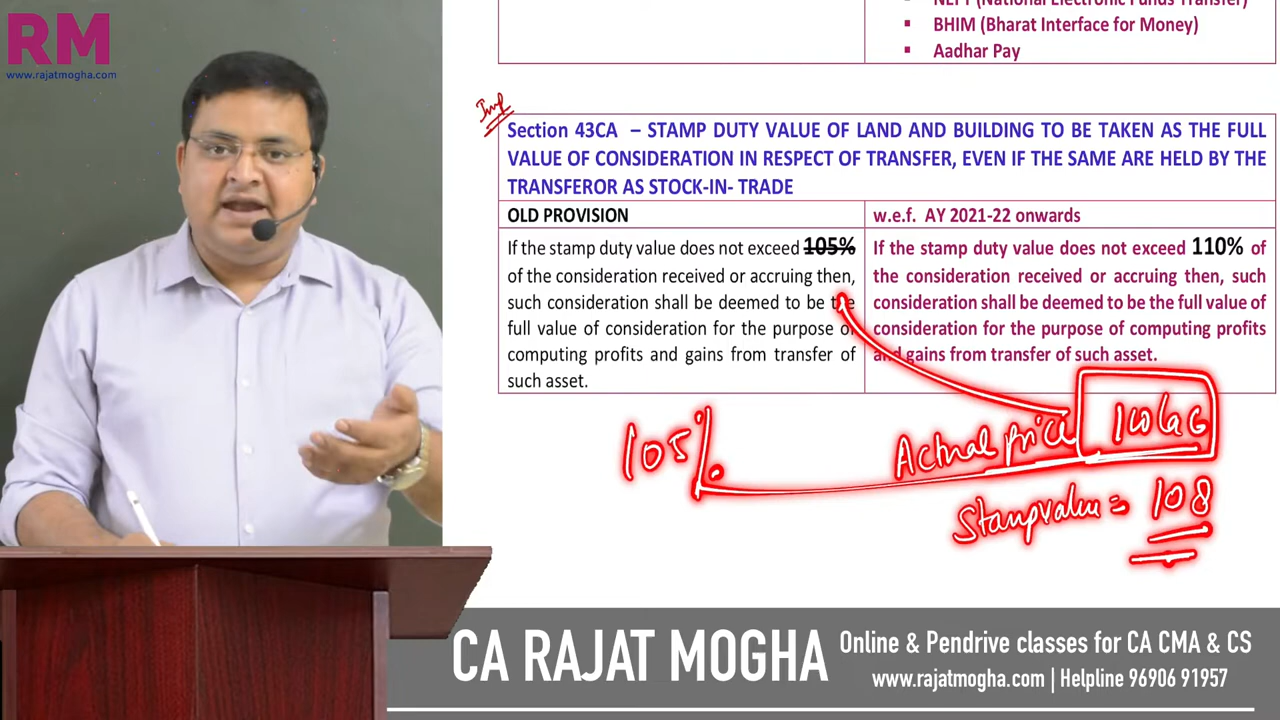 RM
www.rajatmogha.com
NEFT (National Electronic Funds Transfer)
▪ BHIM (Bharat Interface for Money)
▪ Aadhar Pay
Imp
Section 43CA – STAMP DUTY VALUE OF LAND AND BUILDING TO BE TAKEN AS THE FULL
VALUE OF CONSIDERATION IN RESPECT OF TRANSFER, EVEN IF THE SAME ARE HELD BY THE
TRANSFEROR AS STOCK-IN- TRADE
OLD PROVISION
If the stamp duty value does not exceed 105%
of the consideration received or accruing then,
such consideration shall be deemed to be the
full value of consideration for the purpose of
computing profits and gains from transfer of
such asset.
w.e.f. AY 2021-22 onwards
If the stamp duty value does not exceed 110% of
the consideration received or accruing then, such
consideration shall be deemed to be the full value of
consideration for the purpose of computing profits
and gains from transfer of such asset.
105%
Actual price 100
Stamp value = 108
CA RAJAT MOGHA
Online & Pendrive classes for CA CMA & CS
www.rajatmogha.com | Helpline 96906 91957